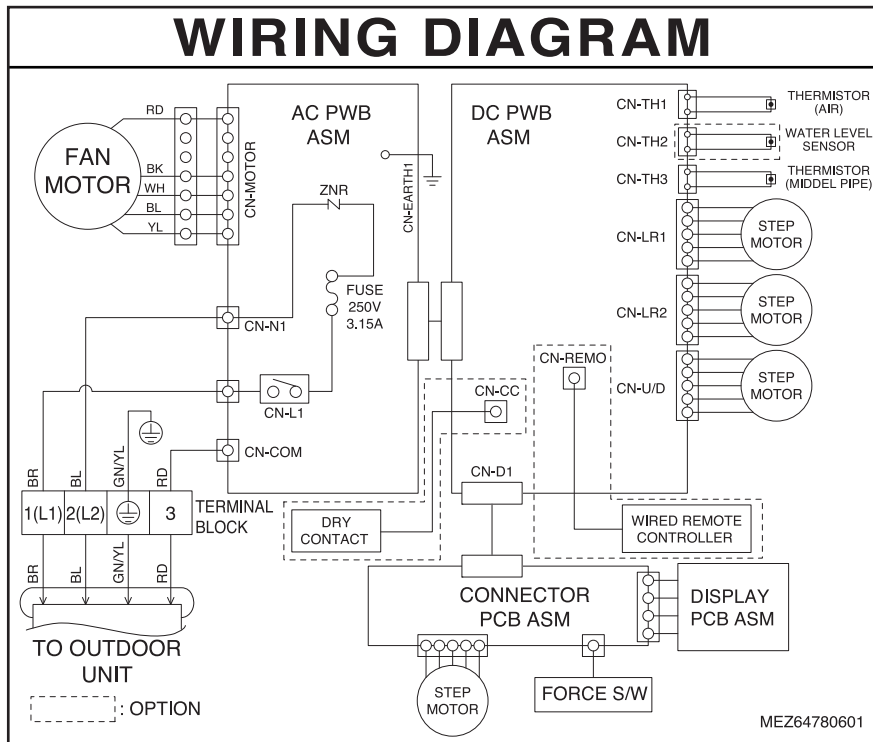 WIRING DIAGRAM
RD
BK
WH
BL
YL
FAN
MOTOR
CN-MOTOR
AC PWB
ASM
CN-EARTH1
ZNR
FUSE
250V
3.15A
CN-N1
CN-L1
CN-COM
DC PWB
ASM
CN-TH1
THERMISTOR
(AIR)
CN-TH2
WATER LEVEL
SENSOR
CN-TH3
THERMISTOR
(MIDDEL PIPE)
CN-LR1
STEP
MOTOR
CN-LR2
STEP
MOTOR
CN-U/D
STEP
MOTOR
CN-REMO
CN-CC
CN-D1
DRY
CONTACT
WIRED REMOTE
CONTROLLER
BR
BL
GN/YL
RD
1(L1)
2(L2)
3
TERMINAL
BLOCK
BR
BL
GN/YL
RD
TO OUTDOOR
UNIT
: OPTION
CONNECTOR
PCB ASM
DISPLAY
PCB ASM
STEP
MOTOR
FORCE S/W
MEZ64780601